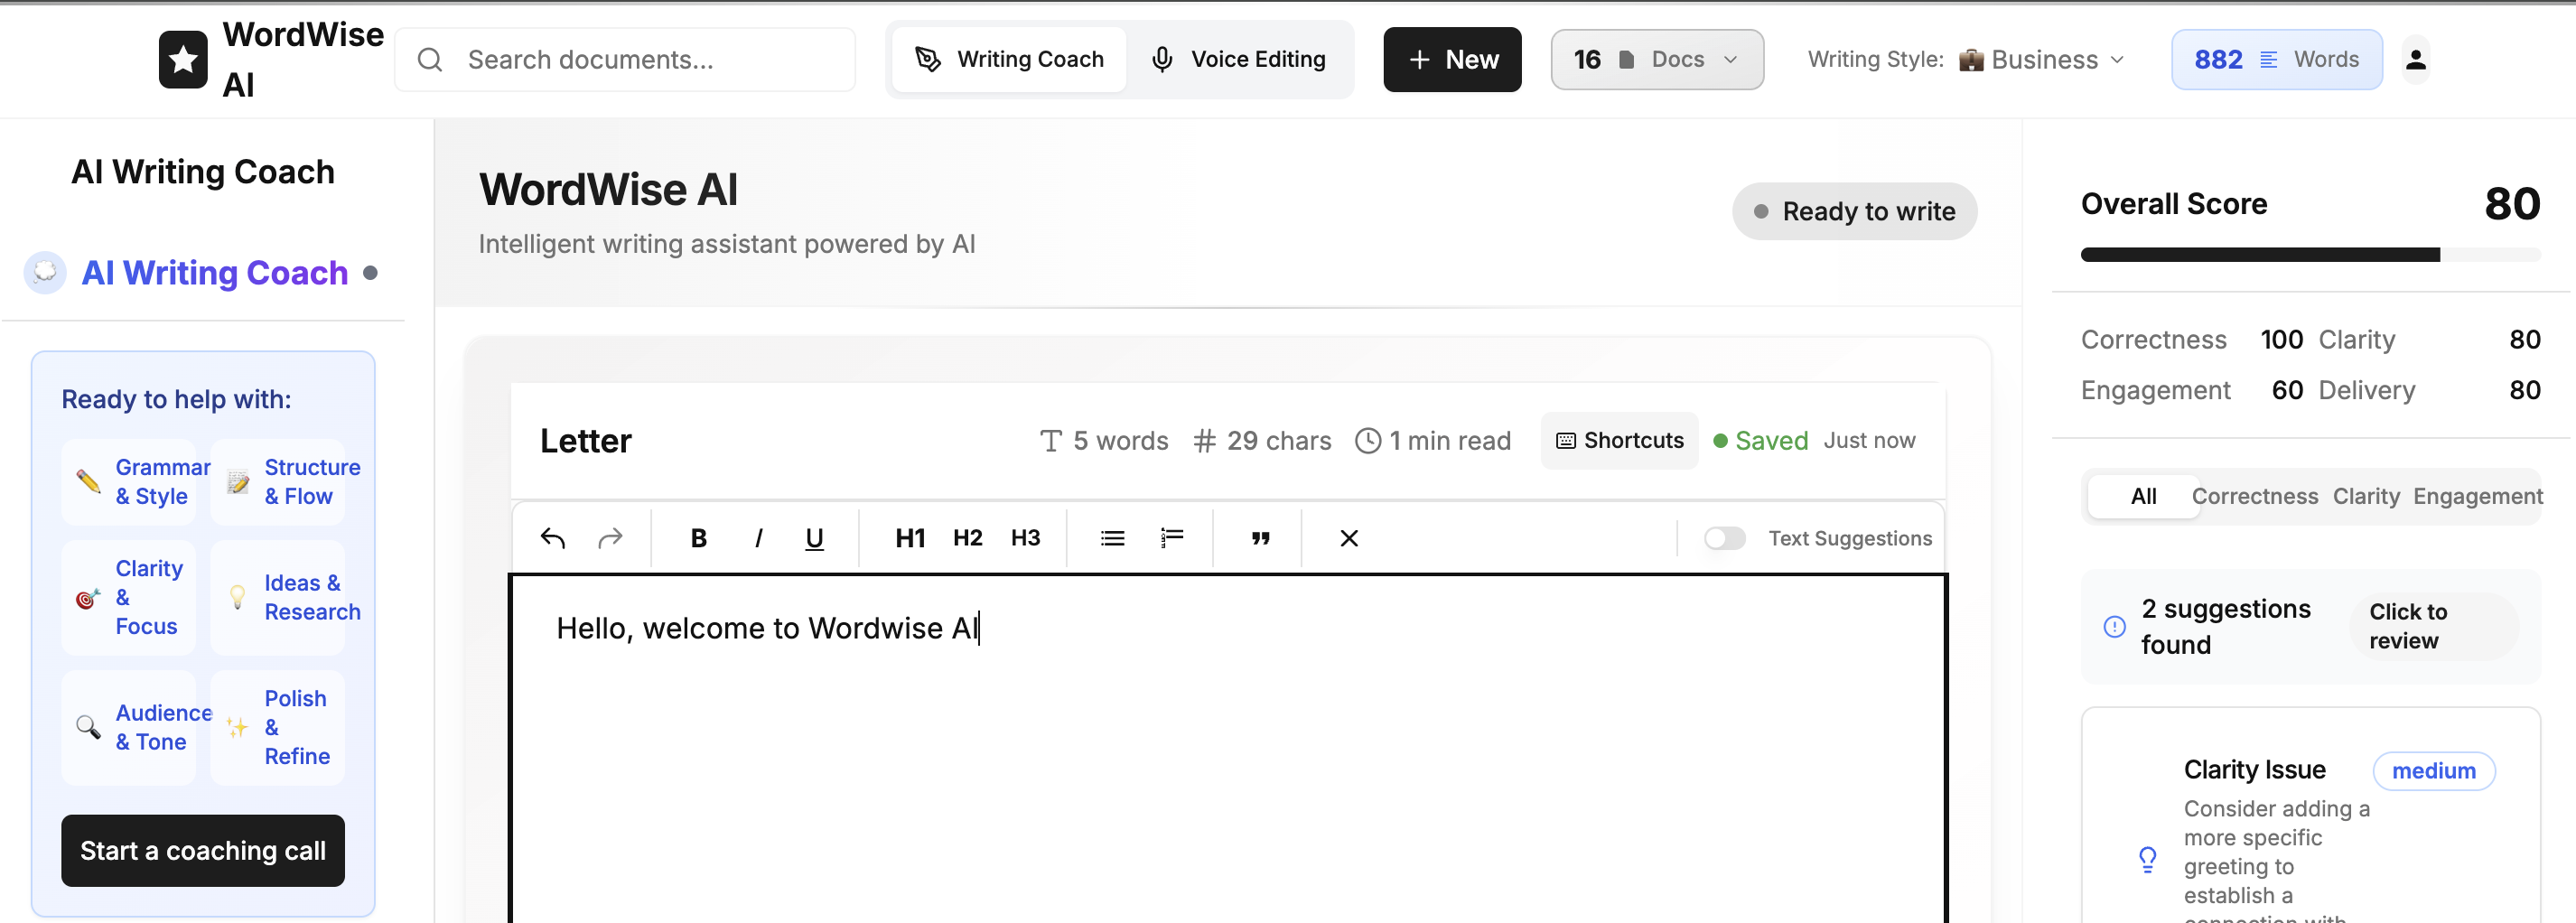 WordWise
AI
Search documents...
Writing Coach
Voice Editing
+ New
16 Docs
Writing Style: Business
882 Words
AI Writing Coach
AI Writing Coach
Ready to help with:
Grammar
& Style
Structure
& Flow
Clarity
&
Focus
Ideas &
Research
Audience
& Tone
Polish
&
Refine
Start a coaching call
WordWise AI
Intelligent writing assistant powered by AI
Ready to write
Letter
5 words
29 chars
1 min read
Shortcuts
Saved
Just now
B I U H1 H2 H3
Text Suggestions
Hello, welcome to Wordwise AI
Overall Score 80
Correctness 100 Clarity 80
Engagement 60 Delivery 80
All Correctness Clarity Engagement
2 suggestions
found
Click to
review
Clarity Issue
medium
Consider adding a
more specific
greeting to
establish a